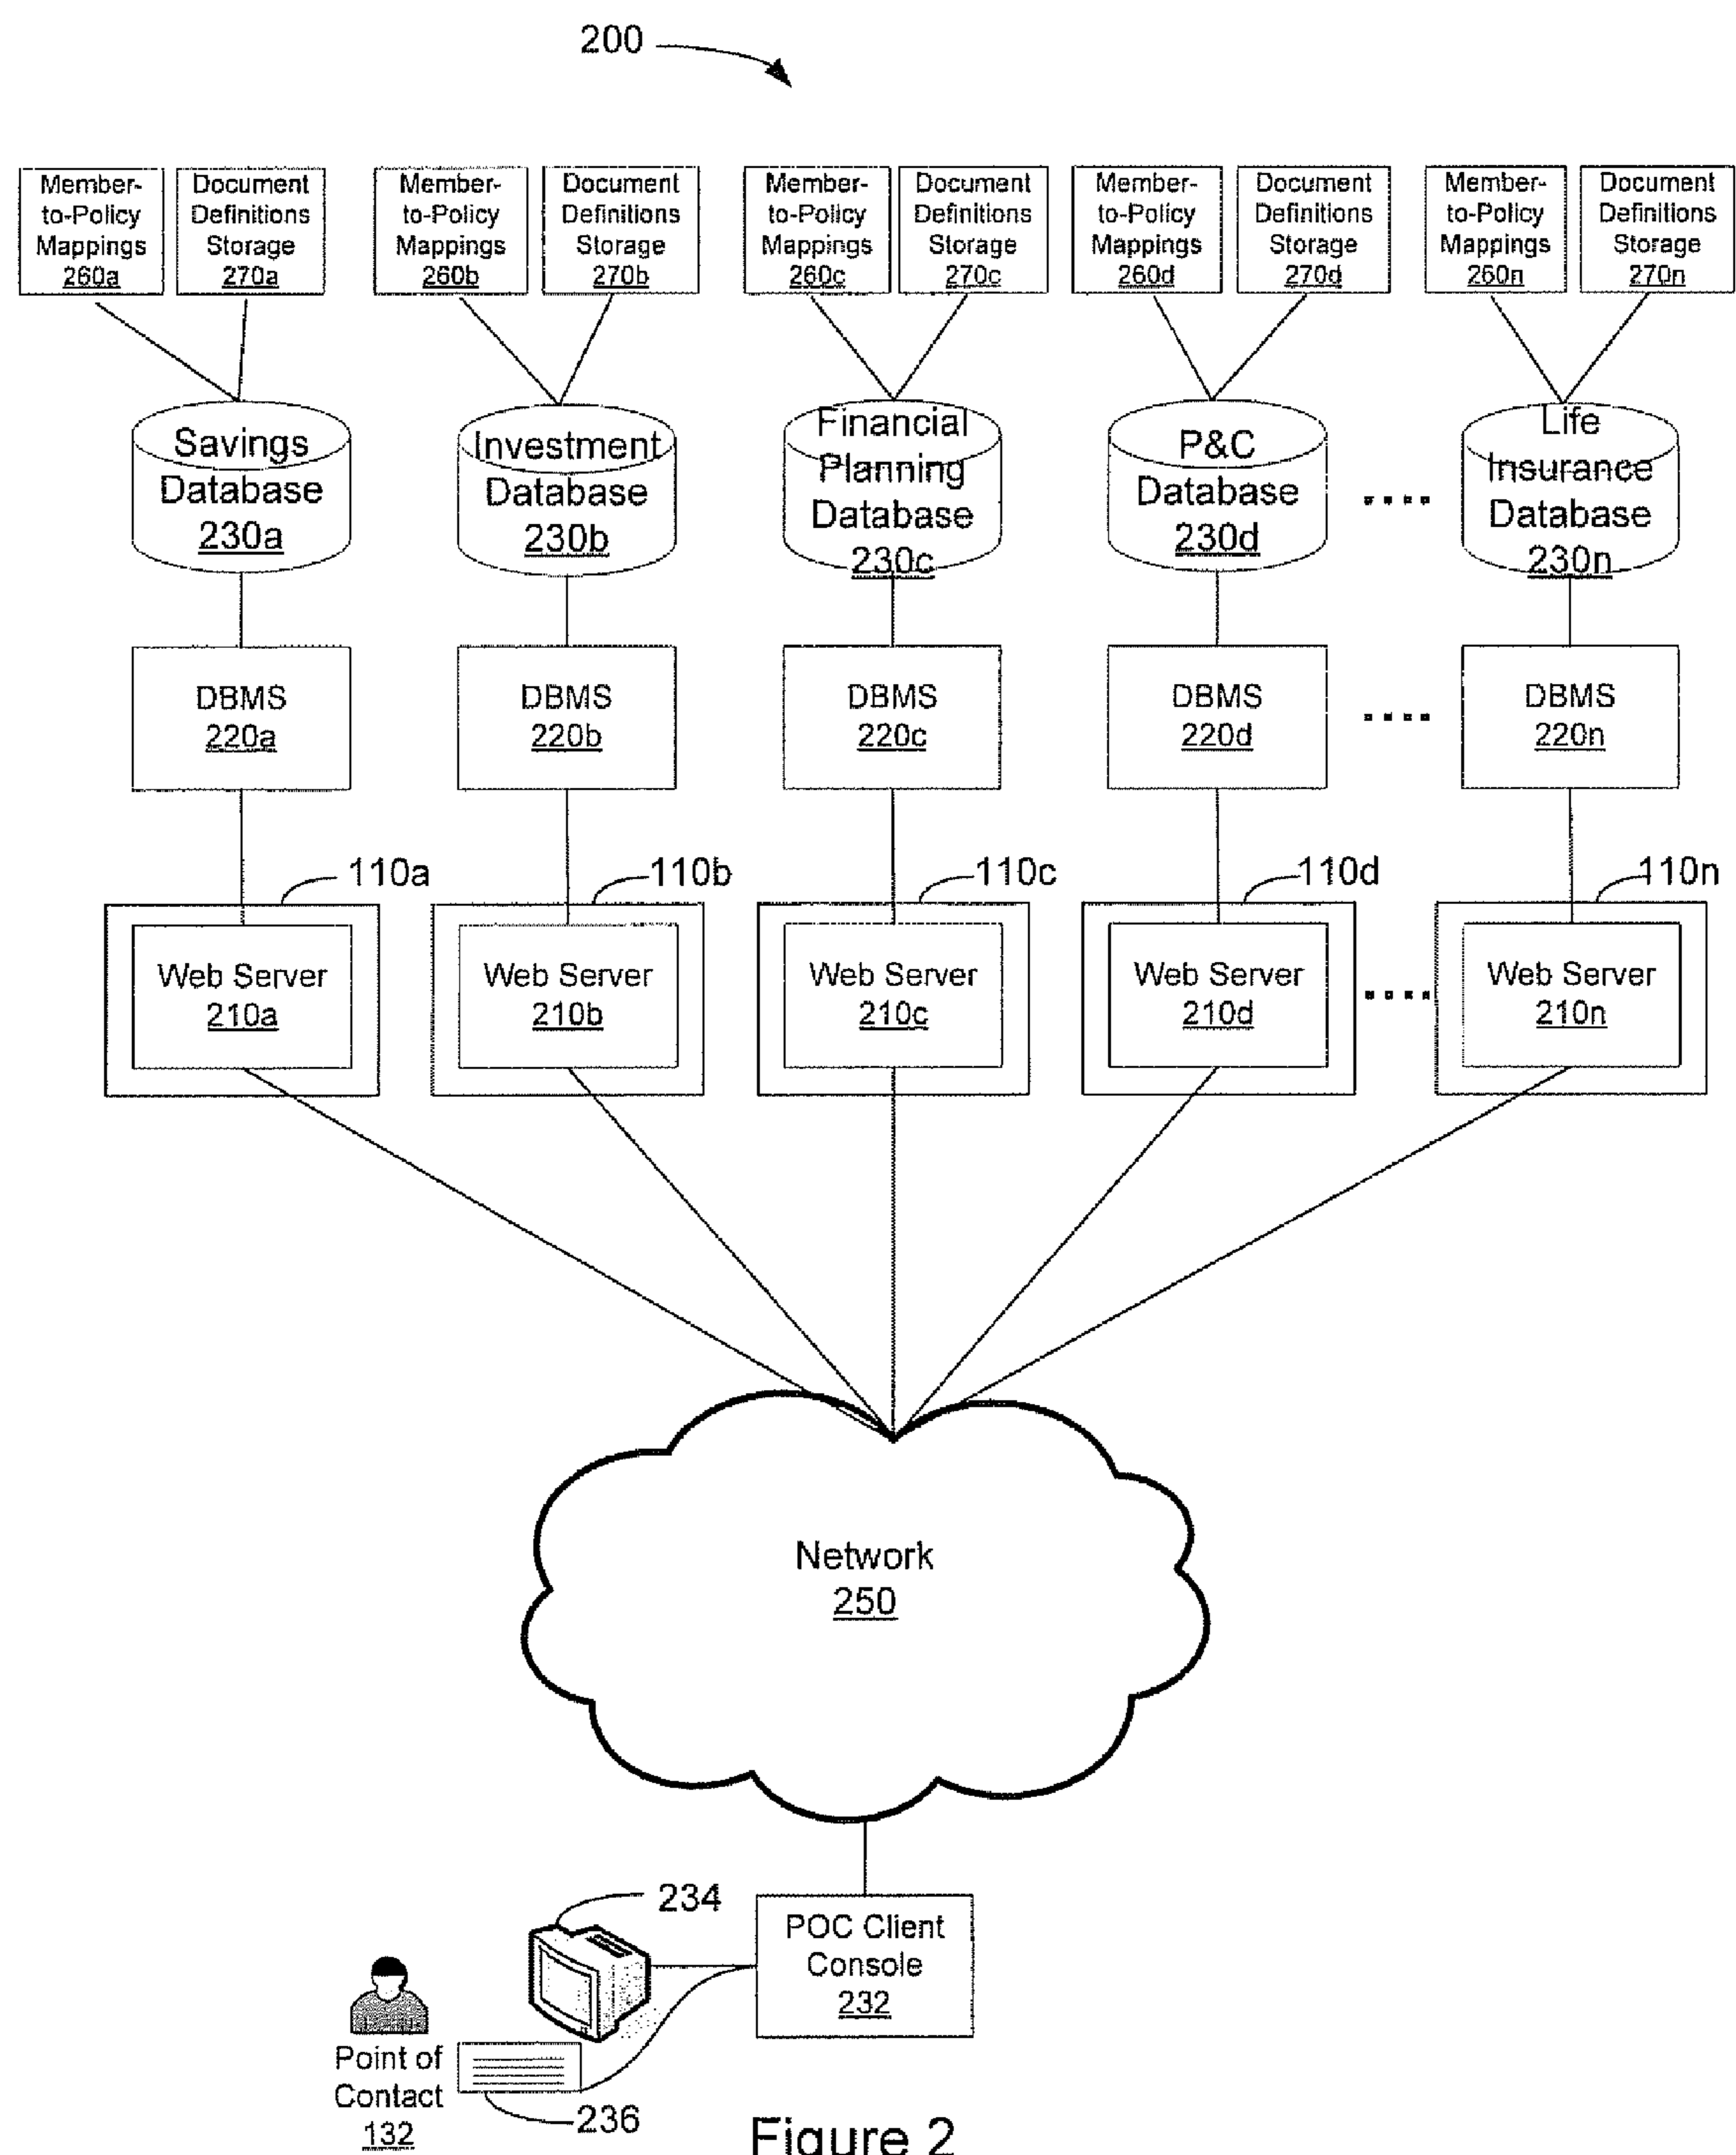 200
Member-
to-Policy
Mappings
260a
Document
Definitions
Storage
270a
Member-
to-Policy
Mappings
260b
Document
Definitions
Storage
270b
Member-
to-Policy
Mappings
260c
Document
Definitions
Storage
270c
Member-
to-Policy
Mappings
260d
Document
Definitions
Storage
270d
Member-
to-Policy
Mappings
260n
Document
Definitions
Storage
270n
Savings
Database
230a
Investment
Database
230b
Financial
Planning
Database
230c
P&C
Database
230d
....
Life
Insurance
Database
230n
DBMS
220a
DBMS
220b
DBMS
220c
DBMS
220d
....
DBMS
220n
110a
110b
110c
110d
110n
Web Server
210a
Web Server
210b
Web Server
210c
Web Server
210d
....
Web Server
210n
Network
250
234
POC Client
Console
232
Point of
Contact
132
236
Figure 2